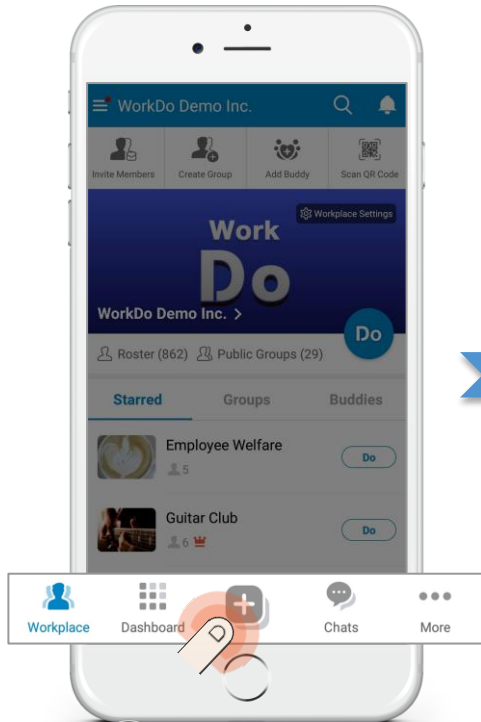 WorkDo Demo Inc.
Invite Members Create Group Add Buddy Scan QR Code
Workplace Settings
Work
Do
WorkDo Demo Inc. >
Do
Roster (862) Public Groups (29)
Starred Groups Buddies
Employee Welfare
5
Do
Guitar Club
6
Do
Workplace Dashboard Chats More